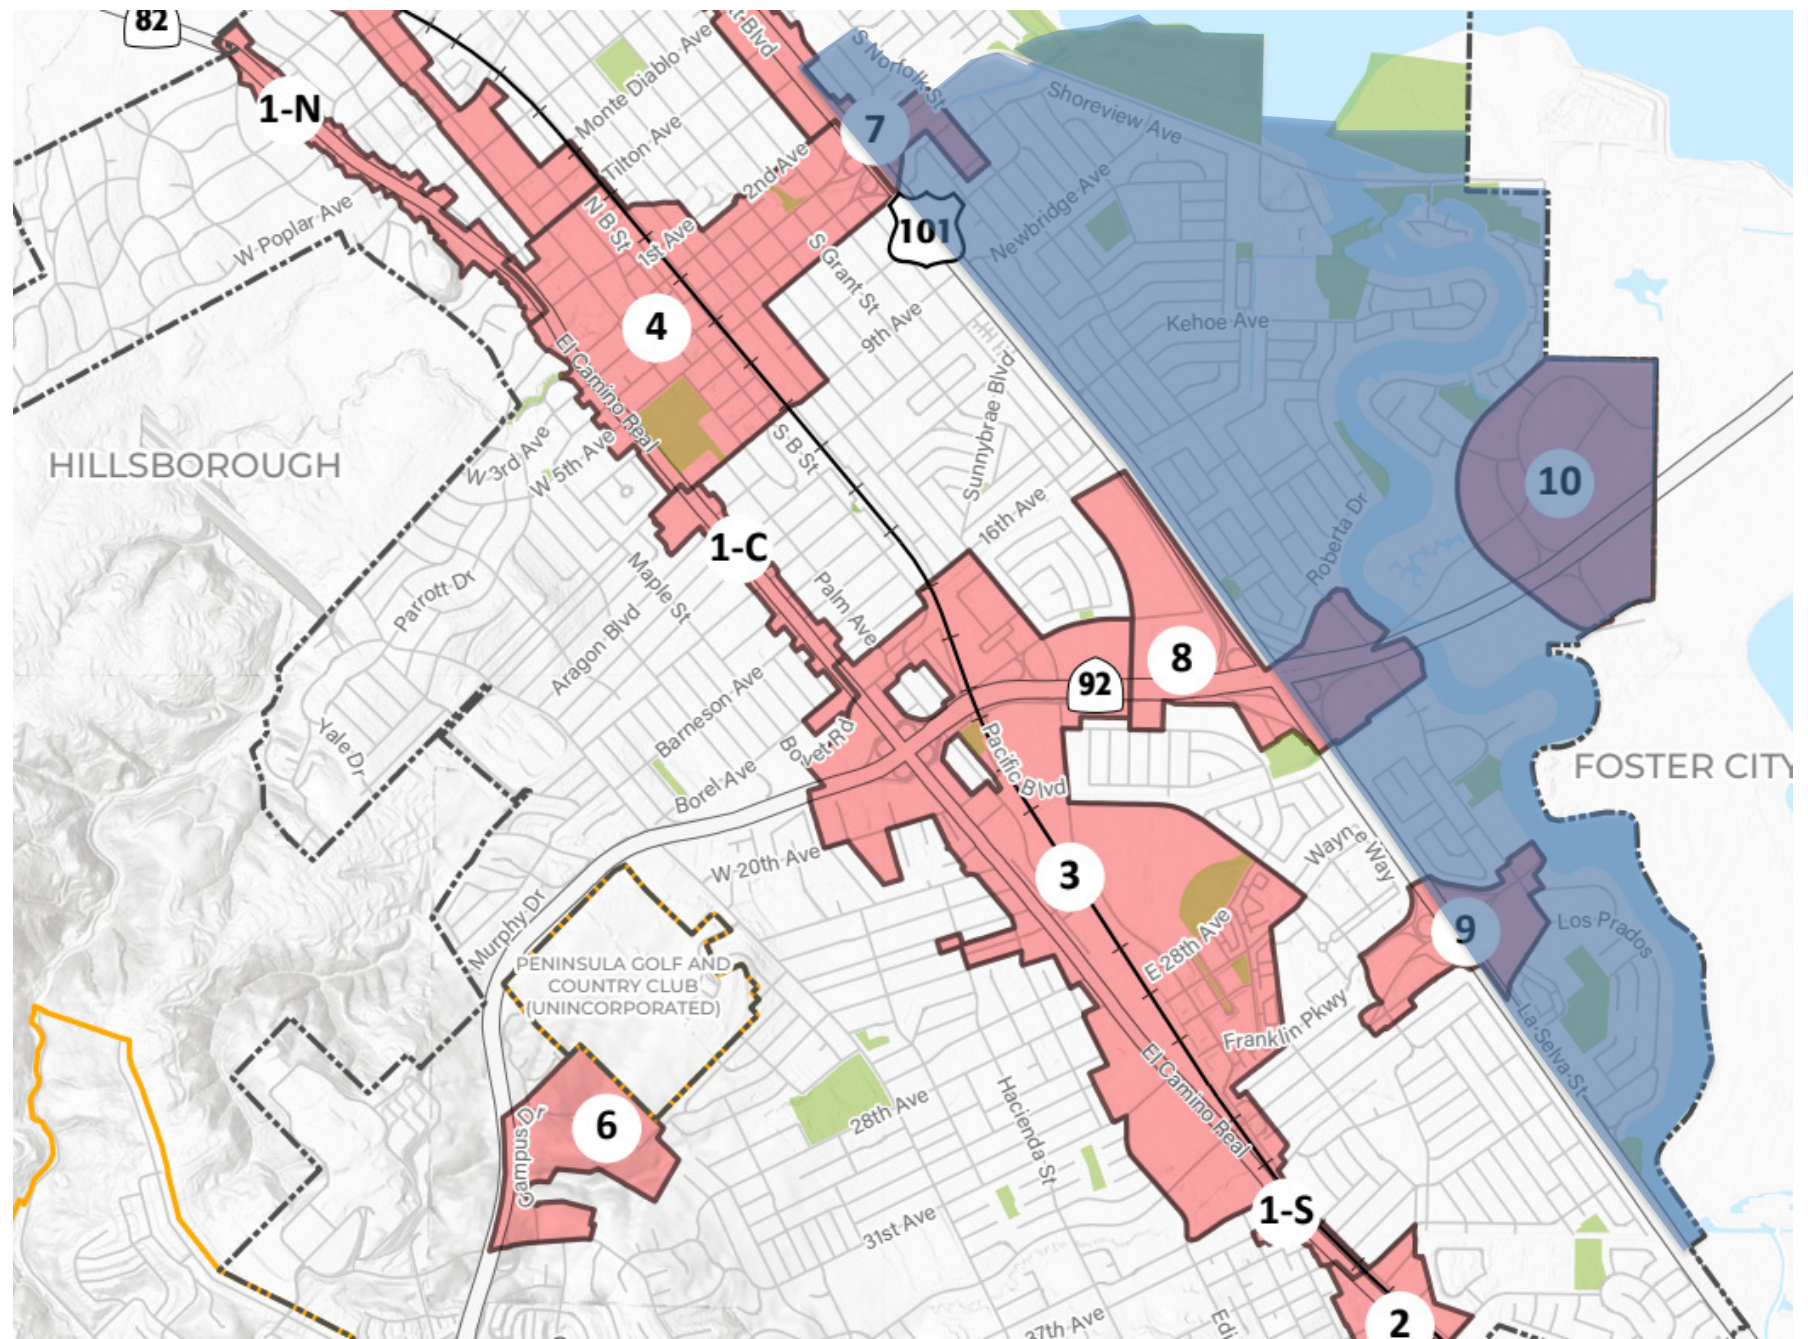 82
1-N
Monte Diablo Ave
Tilton Ave
2nd Ave
Blvd
S Norfolk St
7
Shoreview Ave
W Poplar Ave
N B St
1st Ave
101
Newbridge Ave
S Grant St
9th Ave
Kehoe Ave
4
El Camino Real
Sunnybrae Blvd
HILLSBOROUGH
W 3rd Ave
W 5th Ave
S B St
10
16th Ave
Roberta Dr
1-C
Parrott Dr
Maple St
Palm Ave
Aragon Blvd
8
92
Yale Dr
Barneson Ave
Bovet Rd
Borel Ave
Pacific Blvd
FOSTER CITY
W 20th Ave
Wayne Way
3
Murphy Dr
PENINSULA GOLF AND
COUNTRY CLUB
(UNINCORPORATED)
E 28th Ave
9
Los Prados
Franklin Pkwy
La Selva St
Campus Dr
6
28th Ave
Hacienda St
El Camino Real
31st Ave
1-S
37th Ave
2